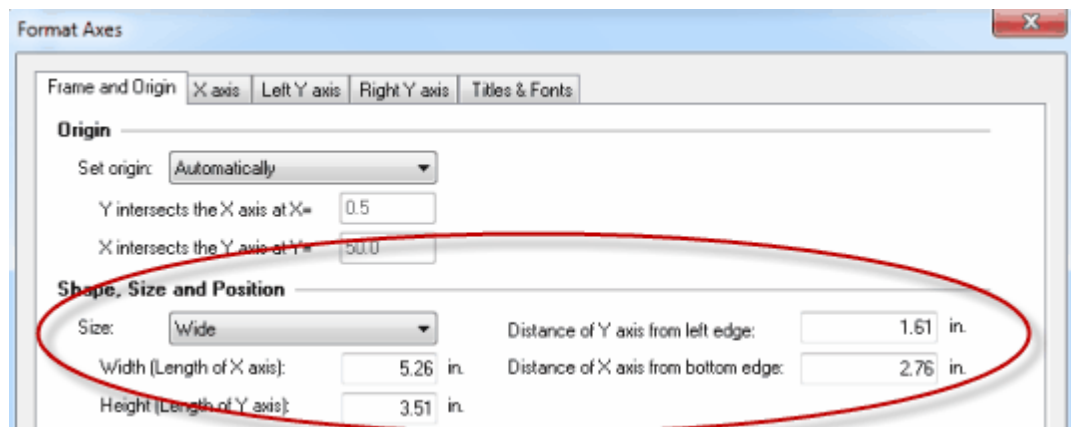 Format Axes
Frame and Origin X axis Left Y axis Right Y axis Titles & Fonts
Origin
Set origin: Automatically
Y intersects the X axis at X= 0.5
X intersects the Y axis at Y= 50.0
Shape, Size and Position
Size: Wide Distance of Y axis from left edge: 1.61 in.
Width (Length of X axis): 5.26 in. Distance of X axis from bottom edge: 2.76 in.
Height (Length of Y axis): 3.51 in.